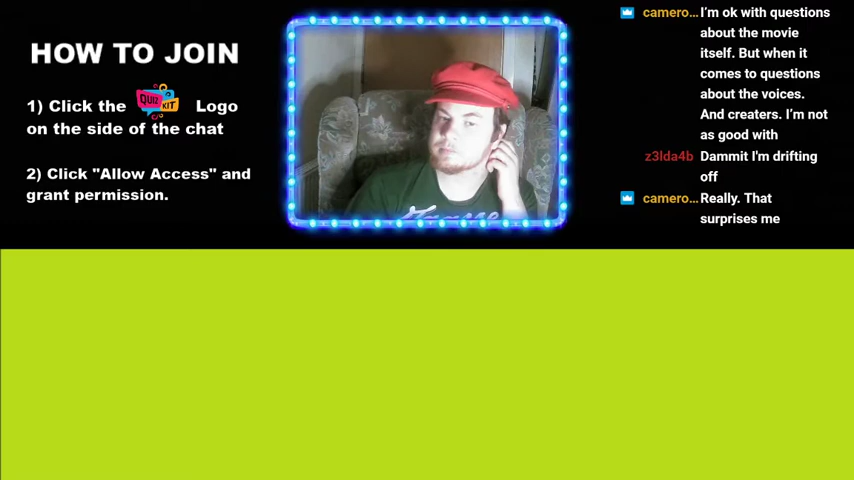 HOW TO JOIN
1) Click the QUIZ KIT Logo
on the side of the chat
2) Click "Allow Access" and
grant permission.
camero… I'm ok with questions
about the movie
itself. But when it
comes to questions
about the voices.
And creaters. I'm not
as good with
z3lda4b Dammit I'm drifting
off
camero… Really. That
surprises me